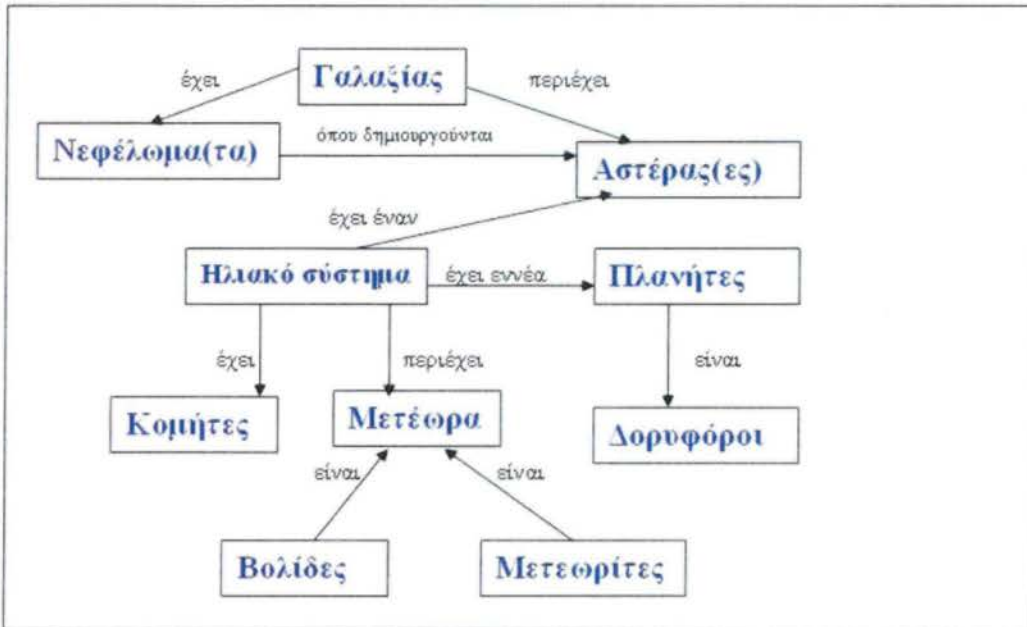 έχει
Γαλαξίας
περιέχει
Νεφέλωμα(τα)
όπου δημιουργούνται
Αστέρας(ες)
έχει έναν
Ηλιακό σύστημα
έχει εννέα
Πλανήτες
έχει
περιέχει
είναι
Κομήτες
Μετέωρα
Δορυφόροι
είναι
είναι
Βολίδες
Μετεωρίτες